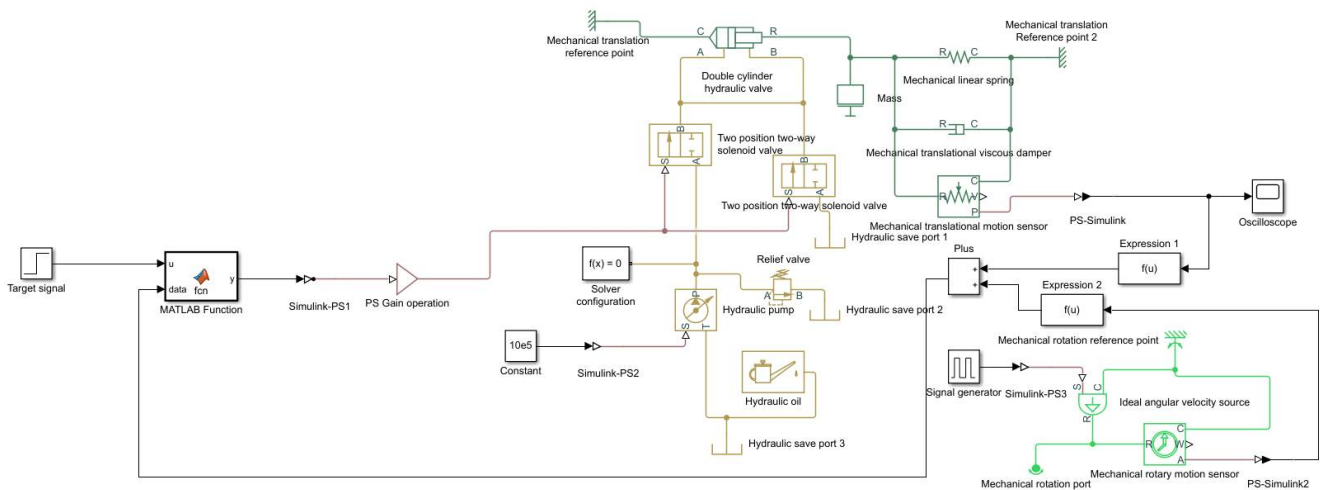 Mechanical translation
reference point
C
R
A
B
Double cylinder
hydraulic valve
Mechanical translation
Reference point 2
R
C
Mechanical linear spring
Mass
R
C
Mechanical translational viscous damper
B
S
A
Two position two-way
solenoid valve
B
S
A
Two position two-way solenoid valve
C
R
V
P
Mechanical translational motion sensor
PS-Simulink
Oscilloscope
Hydraulic save port 1
Target signal
u
data
fcn
y
MATLAB Function
Simulink-PS1
PS Gain operation
f(x) = 0
Solver
configuration
Relief valve
A
B
Hydraulic save port 2
P
S
T
Hydraulic pump
10e5
Constant
Simulink-PS2
Hydraulic oil
Hydraulic save port 3
Plus
+
+
Expression 1
f(u)
Expression 2
f(u)
Mechanical rotation reference point
Signal generator
Simulink-PS3
S
C
R
Ideal angular velocity source
C
R
W
A
Mechanical rotation port
Mechanical rotary motion sensor
PS-Simulink2